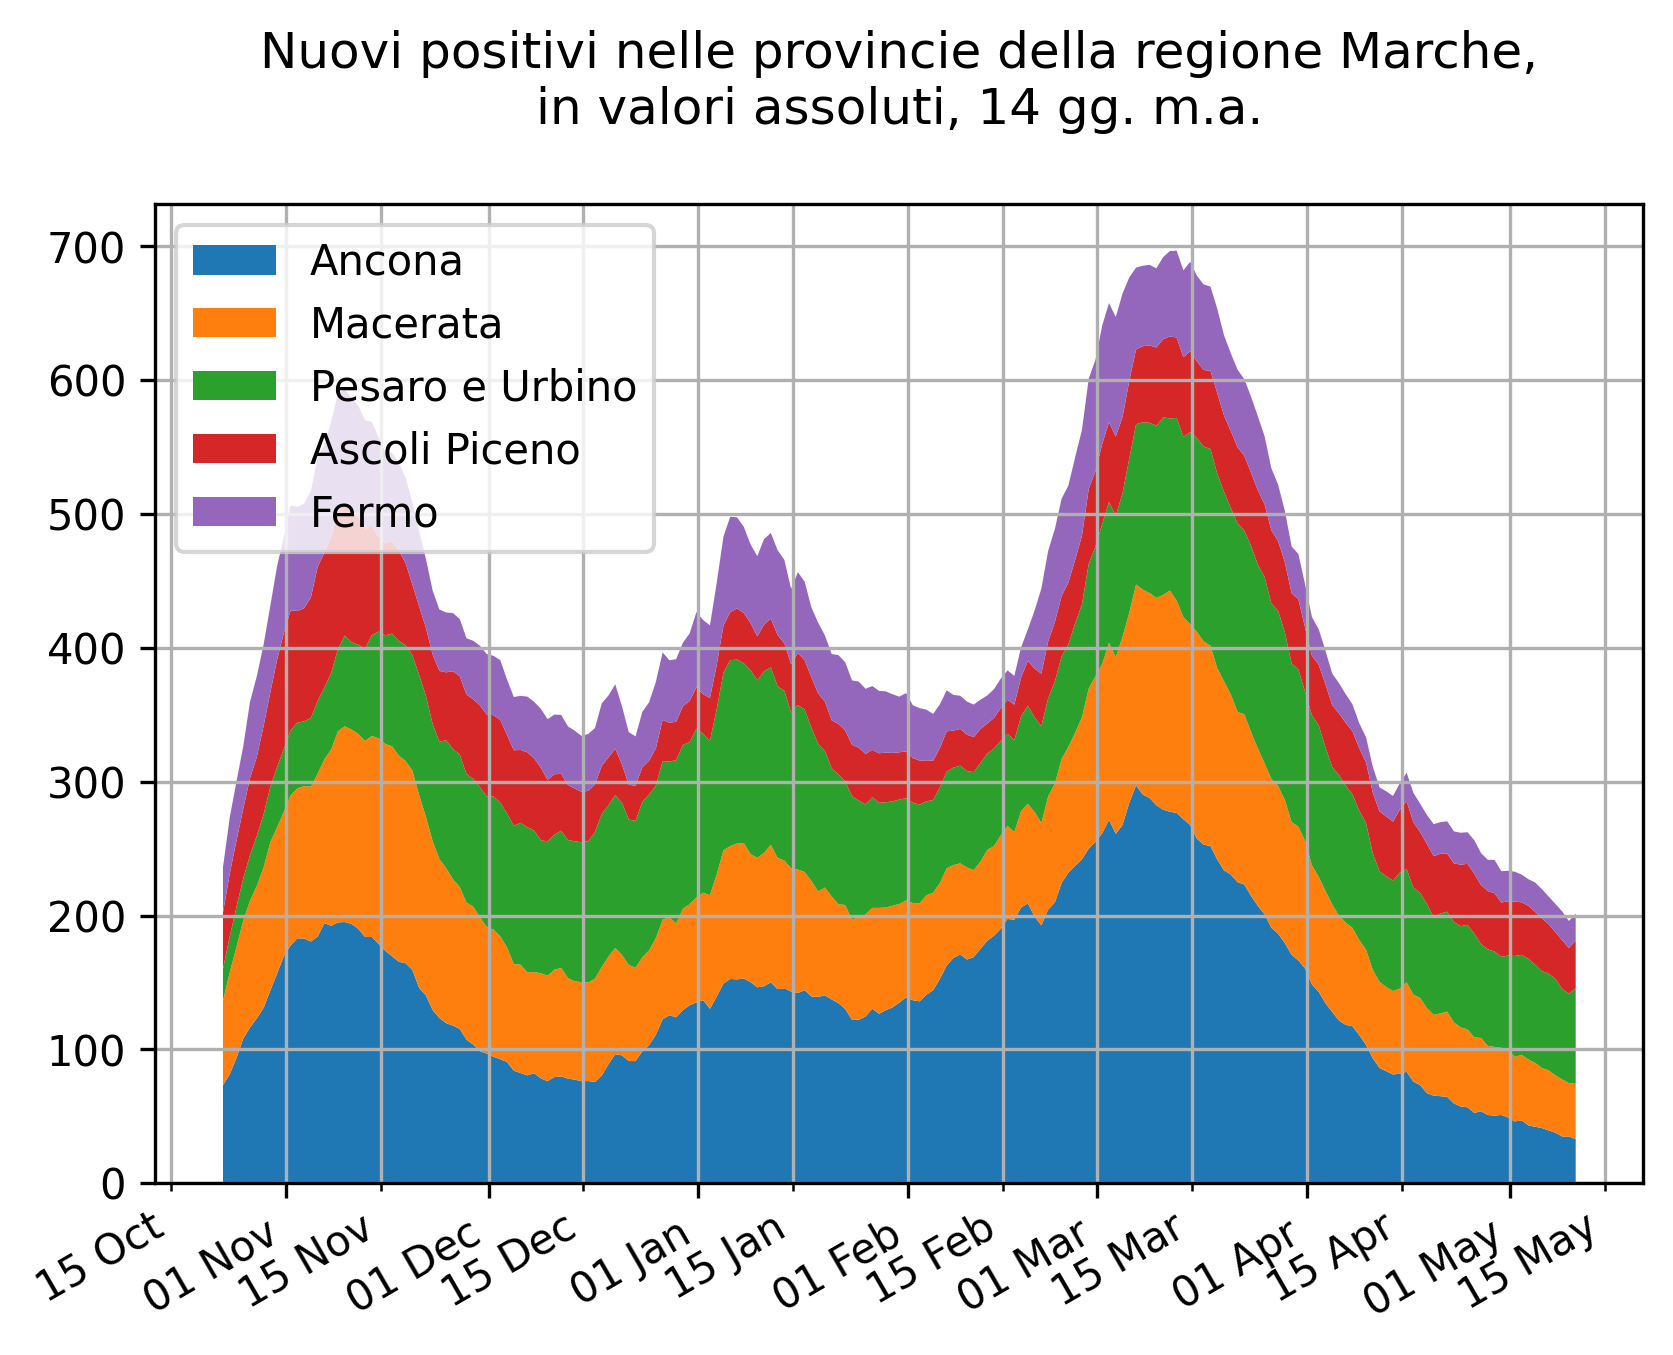 Nuovi positivi nelle provincie della regione Marche,
in valori assoluti, 14 gg. m.a.
700
600
500
400
300
200
100
0
Ancona
Macerata
Pesaro e Urbino
Ascoli Piceno
Fermo
15 Oct
01 Nov
15 Nov
01 Dec
15 Dec
01 Jan
15 Jan
01 Feb
15 Feb
01 Mar
15 Mar
01 Apr
15 Apr
01 May
15 May